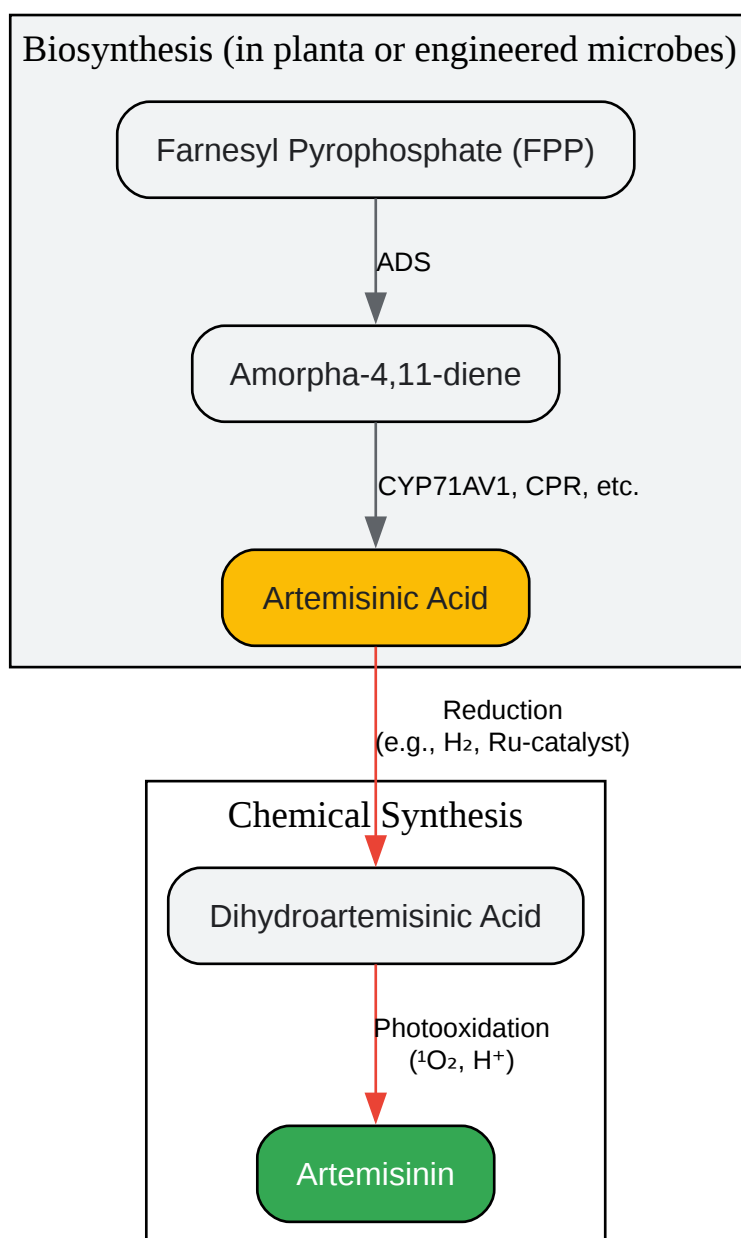 Biosynthesis (in planta or engineered microbes)
Farnesyl Pyrophosphate (FPP)
ADS
Amorpha-4,11-diene
CYP71AV1, CPR, etc.
Artemisinic Acid
Reduction
(e.g., H₂, Ru-catalyst)
Chemical Synthesis
Dihydroartemisinic Acid
Photooxidation
(¹O₂, H⁺)
Artemisinin